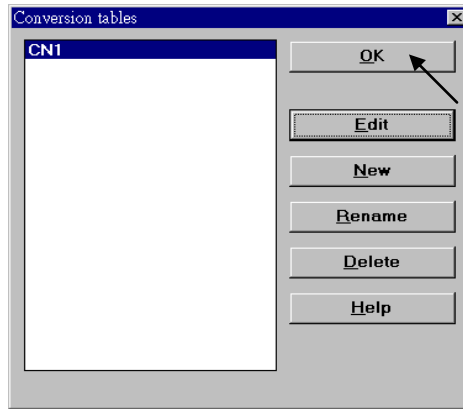 Conversion tables
CN1
OK
Edit
New
Rename
Delete
Help